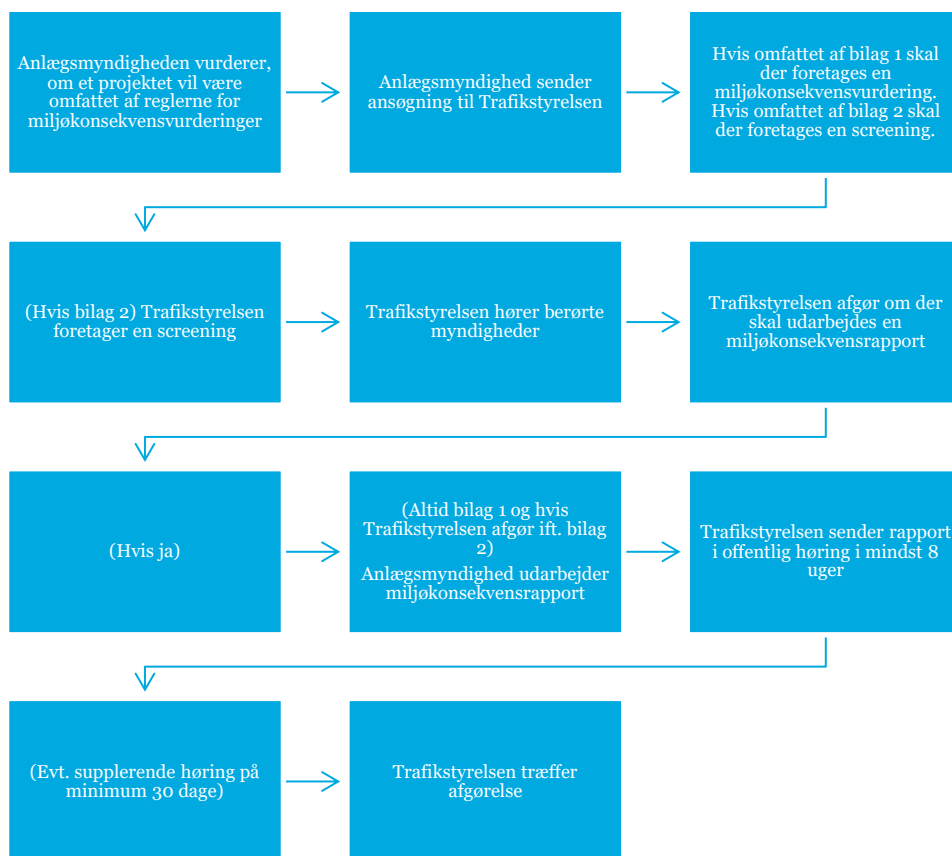 Anlægsmyndigheden vurderer,
om et projektet vil være
omfattet af reglerne for
miljøkonsekvensvurderinger
Anlægsmyndighed sender
ansøgning til Trafikstyrelsen
Hvis omfattet af bilag 1 skal
der foretages en
miljøkonsekvensvurdering.
Hvis omfattet af bilag 2 skal
der foretages en screening.
(Hvis bilag 2) Trafikstyrelsen
foretager en screening
Trafikstyrelsen hører berørte
myndigheder
Trafikstyrelsen afgør om der
skal udarbejdes en
miljøkonsekvensrapport
(Hvis ja)
(Altid bilag 1 og hvis
Trafikstyrelsen afgør ift. bilag
2)
Anlægsmyndighed udarbejder
miljøkonsekvensrapport
Trafikstyrelsen sender rapport
i offentlig høring i mindst 8
uger
(Evt. supplerende høring på
minimum 30 dage)
Trafikstyrelsen træffer
afgørelse